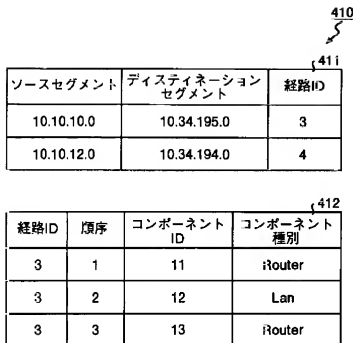 410
411
ソースセグメント ディスティネーション セグメント 経路ID
10.10.10.0 10.34.195.0 3
10.10.12.0 10.34.194.0 4
412
経路ID 順序 コンポーネント ID コンポーネント 種別
3 1 11 Router
3 2 12 Lan
3 3 13 Router